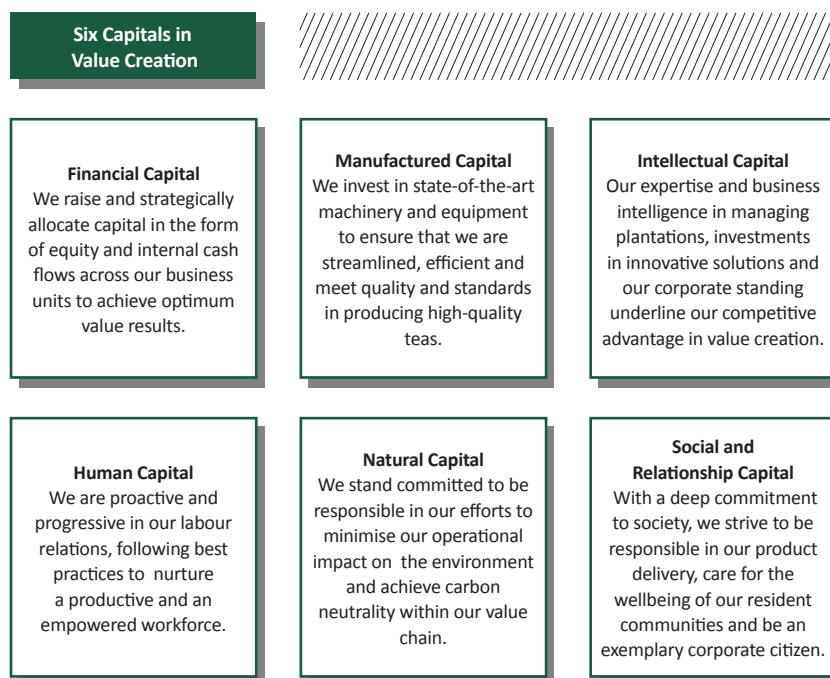 Six Capitals in
Value Creation
Financial Capital
We raise and strategically
allocate capital in the form
of equity and internal cash
flows across our business
units to achieve optimum
value results.
Manufactured Capital
We invest in state-of-the-art
machinery and equipment
to ensure that we are
streamlined, efficient and
meet quality and standards
in producing high-quality
teas.
Intellectual Capital
Our expertise and business
intelligence in managing
plantations, investments
in innovative solutions and
our corporate standing
underline our competitive
advantage in value creation.
Human Capital
We are proactive and
progressive in our labour
relations, following best
practices to nurture
a productive and an
empowered workforce.
Natural Capital
We stand committed to be
responsible in our efforts to
minimise our operational
impact on the environment
and achieve carbon
neutrality within our value
chain.
Social and
Relationship Capital
With a deep commitment
to society, we strive to be
responsible in our product
delivery, care for the
wellbeing of our resident
communities and be an
exemplary corporate citizen.